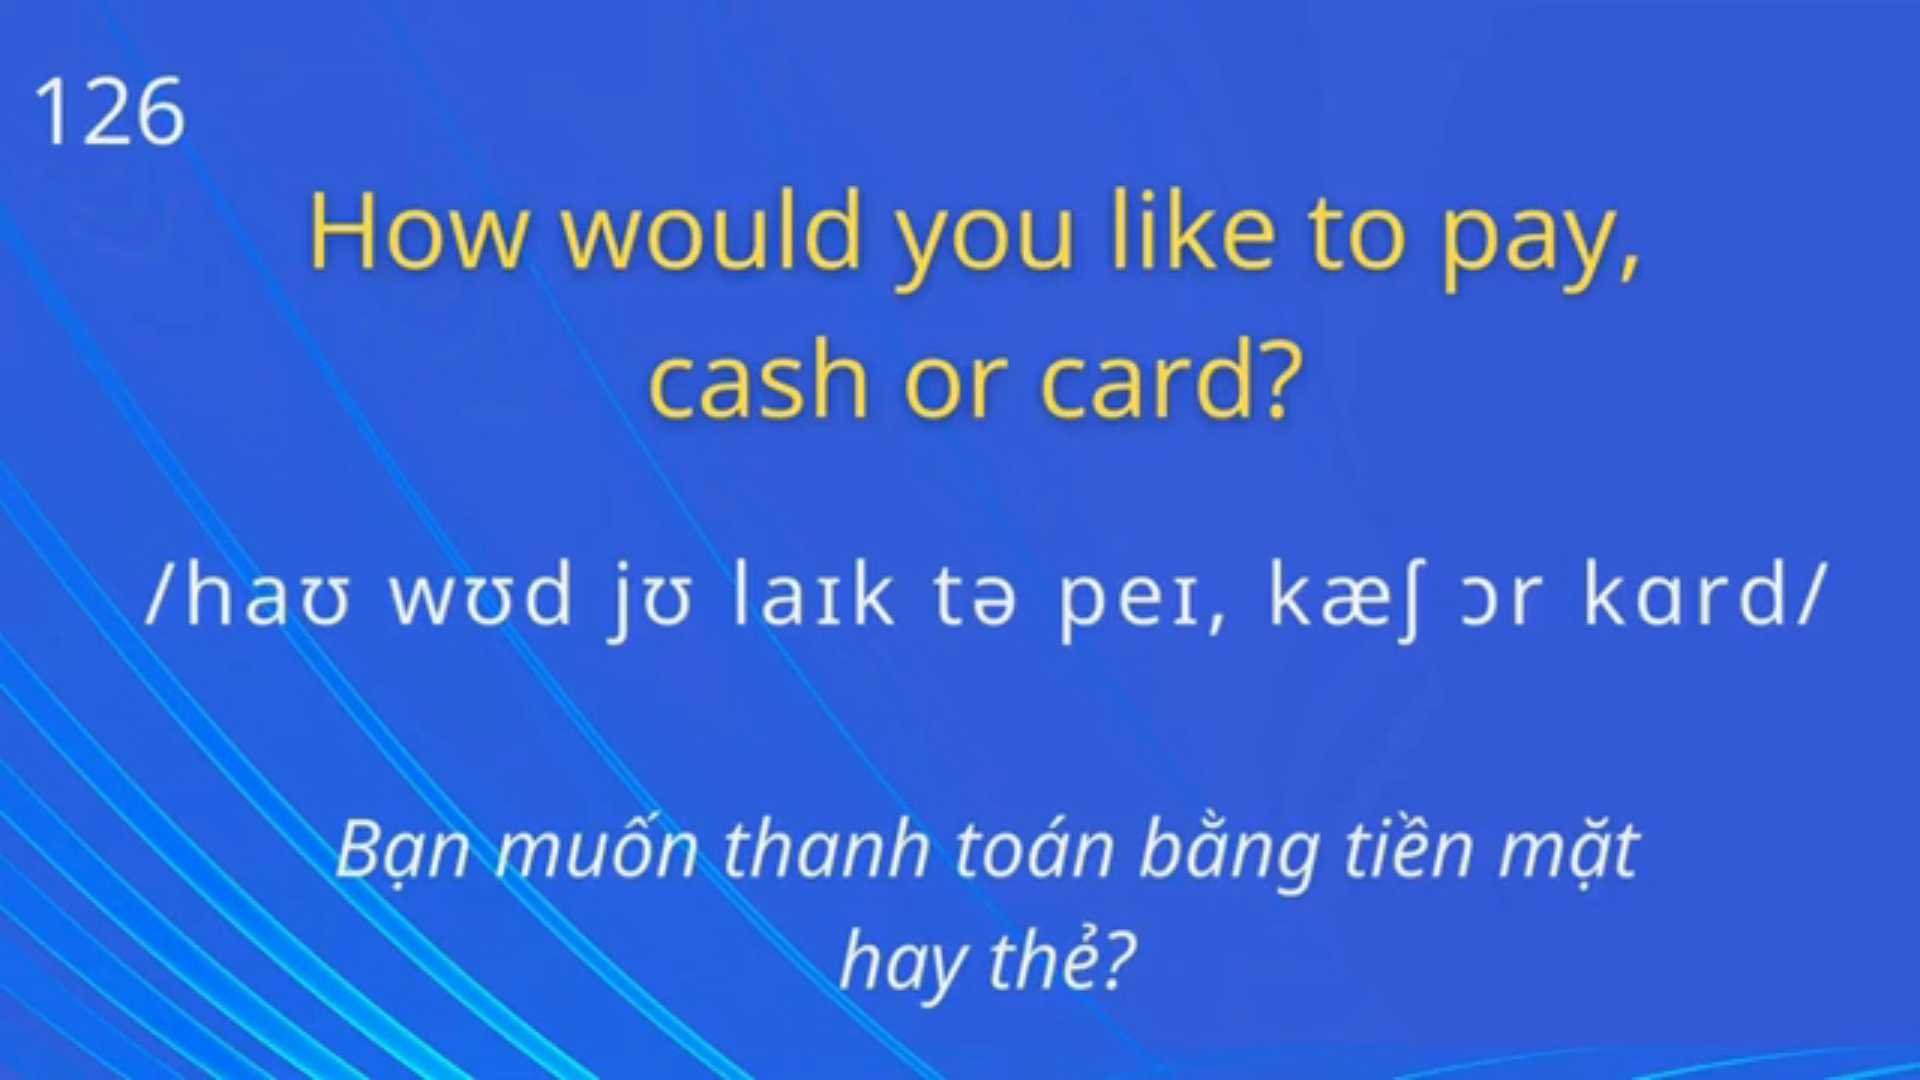 126
How would you like to pay,
cash or card?
/haʊ wʊd jʊ laɪk tə peɪ, kæʃ ɔr kɑrd/
Bạn muốn thanh toán bằng tiền mặt
hay thẻ?